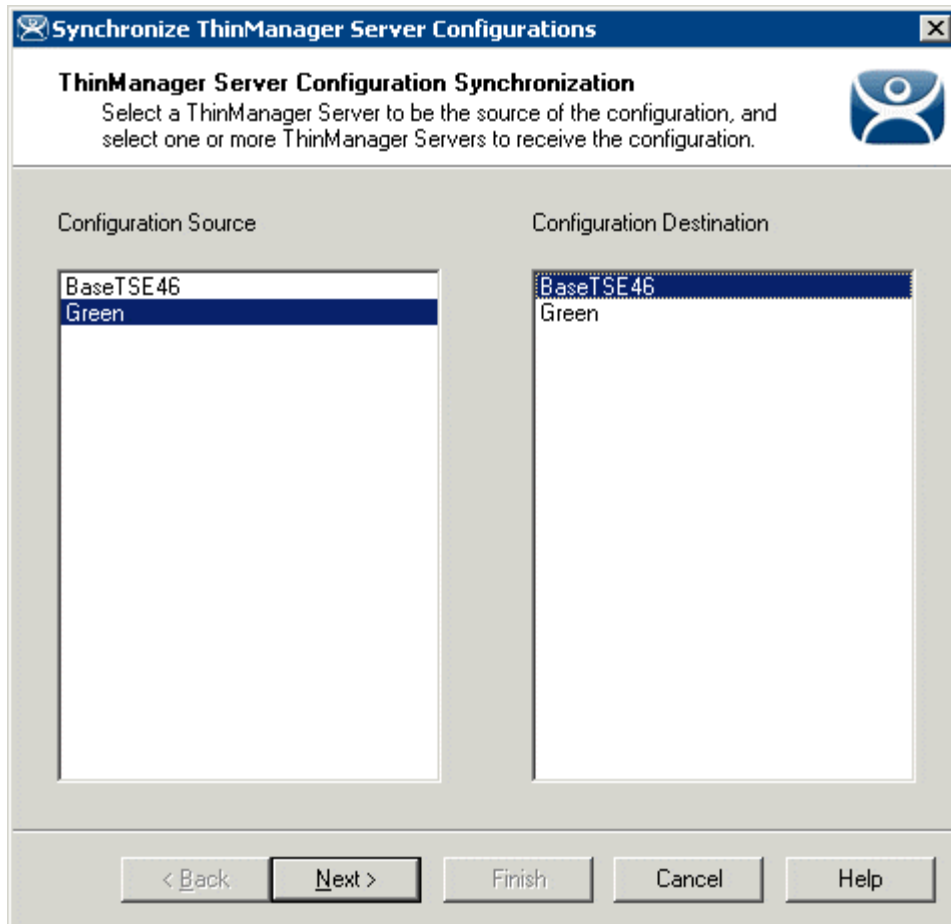 Synchronize ThinManager Server Configurations
ThinManager Server Configuration Synchronization
Select a ThinManager Server to be the source of the configuration, and
select one or more ThinManager Servers to receive the configuration.
Configuration Source
BaseTSE46
Green
Configuration Destination
BaseTSE46
Green
< Back
Next >
Finish
Cancel
Help